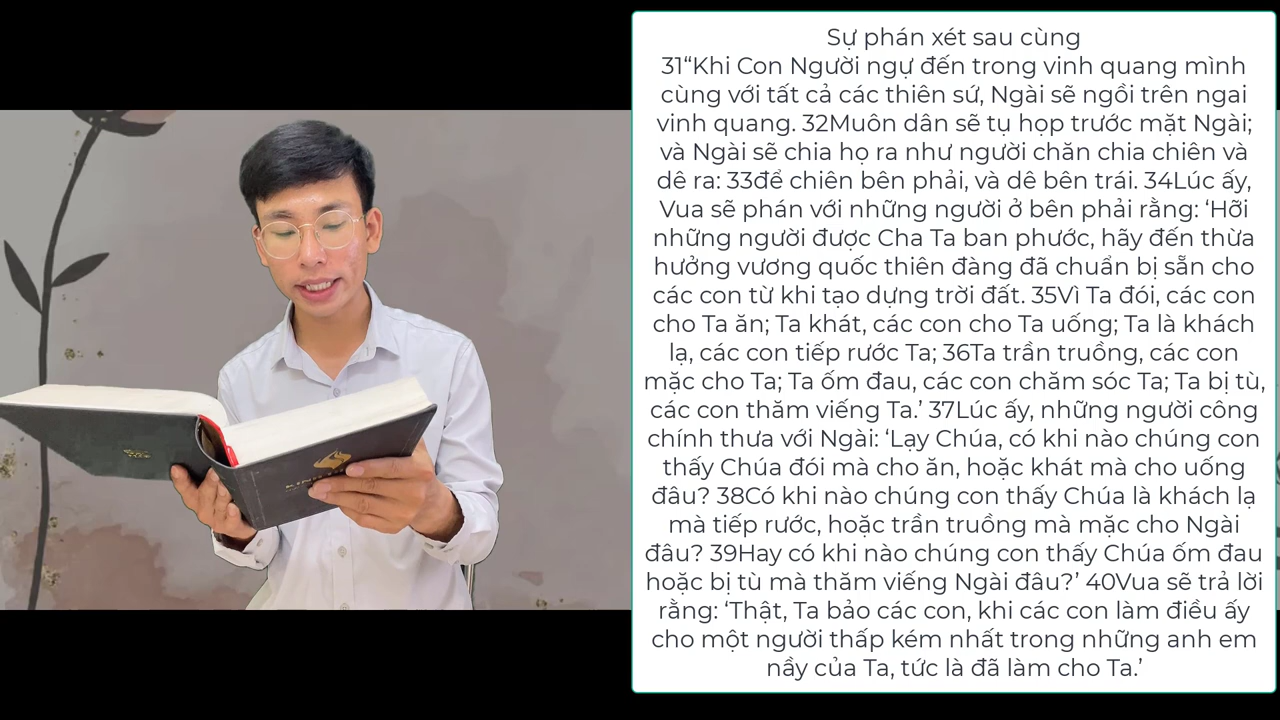 Sự phán xét sau cùng
31“Khi Con Người ngự đến trong vinh quang mình
cùng với tất cả các thiên sứ, Ngài sẽ ngồi trên ngai
vinh quang. 32Muôn dân sẽ tụ họp trước mặt Ngài;
và Ngài sẽ chia họ ra như người chăn chia chiên và
dê ra: 33để chiên bên phải, và dê bên trái. 34Lúc ấy,
Vua sẽ phán với những người ở bên phải rằng: ‘Hỡi
những người được Cha Ta ban phước, hãy đến thừa
hưởng vương quốc thiên đàng đã chuẩn bị sẵn cho
các con từ khi tạo dựng trời đất. 35Vì Ta đói, các con
cho Ta ăn; Ta khát, các con cho Ta uống; Ta là khách
lạ, các con tiếp rước Ta; 36Ta trần truồng, các con
mặc cho Ta; Ta ốm đau, các con chăm sóc Ta; Ta bị tù,
các con thăm viếng Ta.’ 37Lúc ấy, những người công
chính thưa với Ngài: ‘Lạy Chúa, có khi nào chúng con
thấy Chúa đói mà cho ăn, hoặc khát mà cho uống
đâu? 38Có khi nào chúng con thấy Chúa là khách lạ
mà tiếp rước, hoặc trần truồng mà mặc cho Ngài
đâu? 39Hay có khi nào chúng con thấy Chúa ốm đau
hoặc bị tù mà thăm viếng Ngài đâu?’ 40Vua sẽ trả lời
rằng: ‘Thật, Ta bảo các con, khi các con làm điều ấy
cho một người thấp kém nhất trong những anh em
nầy của Ta, tức là đã làm cho Ta.’